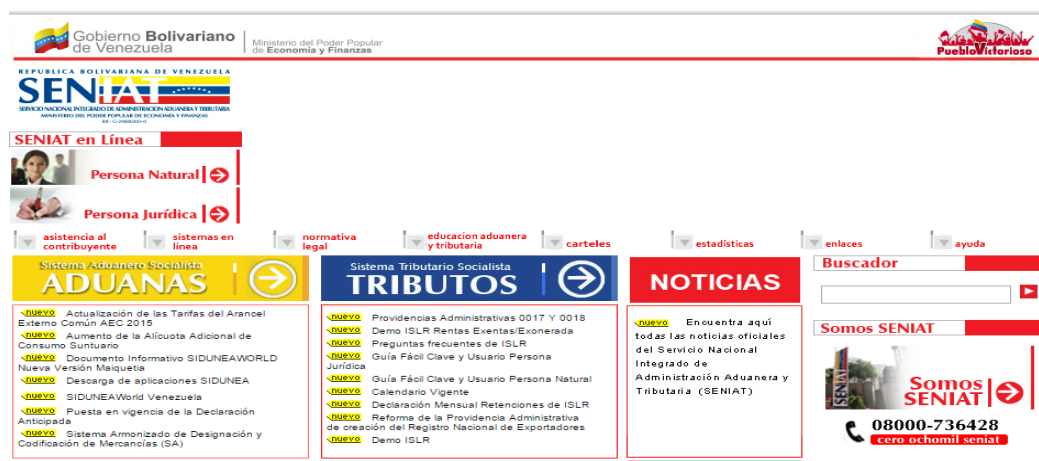 Gobierno Bolivariano
de Venezuela
Ministerio del Poder Popular
de Economía y Finanzas
PuebloVictorioso
REPUBLICA BOLIVARIANA DE VENEZUELA
SENIAT
SERVICIO NACIONAL INTEGRADO DE ADMINISTRACION ADUANERA Y TRIBUTARIA
MINISTERIO DEL PODER POPULAR DE ECONOMÍA Y FINANZAS
SENIAT en Línea
Persona Natural
Persona Jurídica
asistencia al
contribuyente
sistemas en
línea
normativa
legal
educacion aduanera
y tributaria
carteles
estadísticas
enlaces
ayuda
Sistema Aduanero Socialista
ADUANAS
nuevo Actualización de las Tarifas del Arancel
Externo Común AEC 2015
nuevo Aumento de la Alícuota Adicional de
Consumo Suntuario
nuevo Documento Informativo SIDUNEAWORLD
Nueva Versión Maiquetia
nuevo Descarga de aplicaciones SIDUNEA
nuevo SIDUNEAWorld Venezuela
nuevo Puesta en vigencia de la Declaración
Anticipada
nuevo Sistema Armonizado de Designación y
Codificación de Mercancías (SA)
Sistema Tributario Socialista
TRIBUTOS
nuevo Providencias Administrativas 0017 Y 0018
nuevo Demo ISLR Rentas Exentas/Exonerada
nuevo Preguntas frecuentes de ISLR
nuevo Guía Fácil Clave y Usuario Persona
Jurídica
nuevo Guía Fácil Clave y Usuario Persona Natural
nuevo Calendario Vigente
nuevo Declaración Mensual Retenciones de ISLR
nuevo Reforma de la Providencia Administrativa
de creación del Registro Nacional de Exportadores
nuevo Demo ISLR
NOTICIAS
nuevo Encuentra aquí
todas las noticias oficiales
del Servicio Nacional
Integrado de
Administración Aduanera y
Tributaria (SENIAT)
Buscador
Somos SENIAT
SENIAT
Somos
SENIAT
08000-736428
cero ochomil seniat